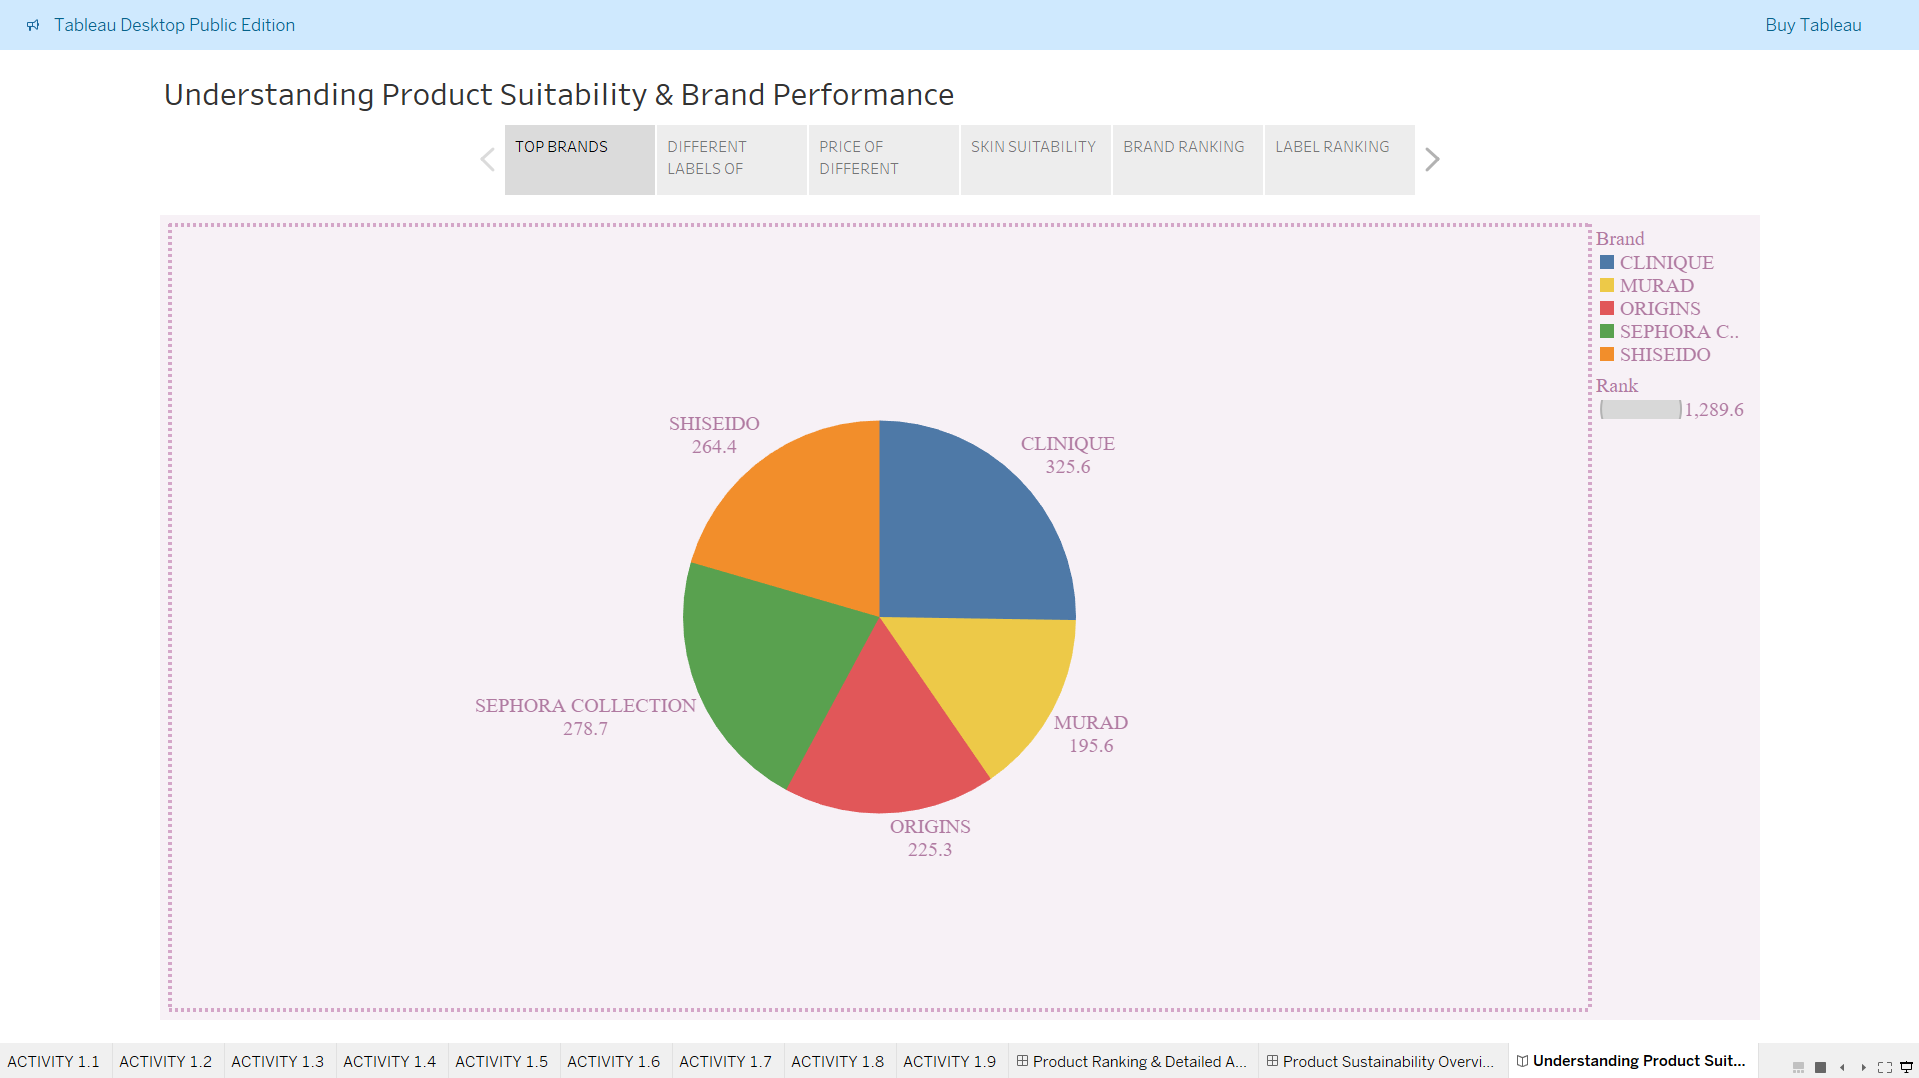 Tableau Desktop Public Edition
Buy Tableau
Understanding Product Suitability & Brand Performance
TOP BRANDS
DIFFERENT
LABELS OF
PRICE OF
DIFFERENT
SKIN SUITABILITY
BRAND RANKING
LABEL RANKING
Brand
CLINIQUE
MURAD
ORIGINS
SEPHORA C..
SHISEIDO
Rank
1,289.6
SHISEIDO
264.4
CLINIQUE
325.6
SEPHORA COLLECTION
278.7
MURAD
195.6
ORIGINS
225.3
ACTIVITY 1.1
ACTIVITY 1.2
ACTIVITY 1.3
ACTIVITY 1.4
ACTIVITY 1.5
ACTIVITY 1.6
ACTIVITY 1.7
ACTIVITY 1.8
ACTIVITY 1.9
Product Ranking & Detailed A...
Product Sustainability Overvi...
Understanding Product Suit...